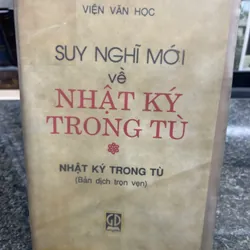 VIỆN VĂN HỌC
SUY NGHĨ MỚI
về
NHẬT KÝ
TRONG TÙ
NHẬT KÝ TRONG TÙ
(Bản dịch trọn vẹn)